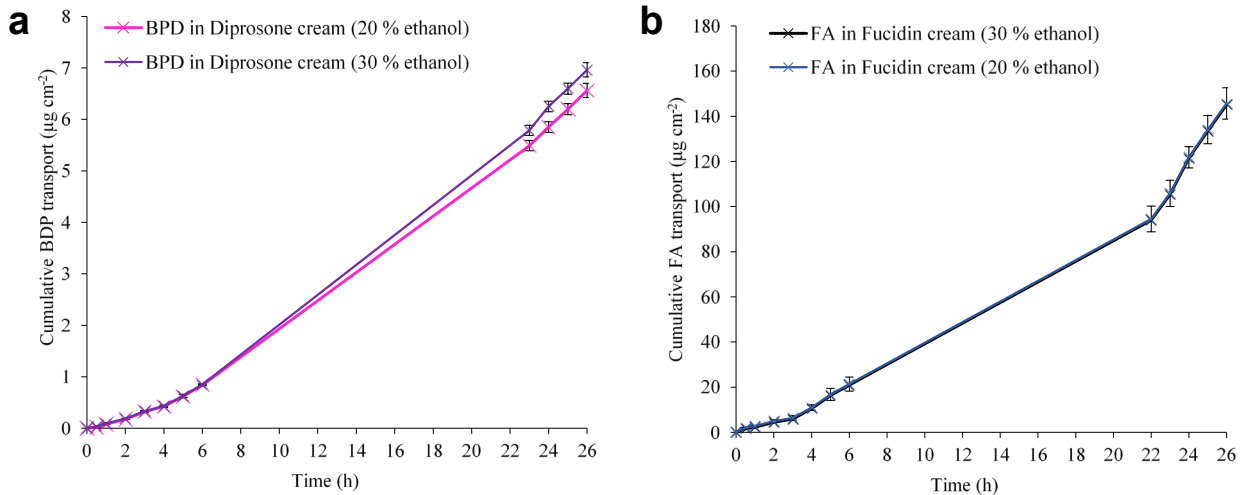 a
BPD in Diprosone cream (20 % ethanol)
BPD in Diprosone cream (30 % ethanol)
Cumulative BDP transport (µg cm-2)
8
7
6
5
4
3
2
1
0
0 2 4 6 8 10 12 14 16 18 20 22 24 26
Time (h)
b
FA in Fucidin cream (30 % ethanol)
FA in Fucidin cream (20 % ethanol)
Cumulative FA transport (µg cm-2)
180
160
140
120
100
80
60
40
20
0
0 2 4 6 8 10 12 14 16 18 20 22 24 26
Time (h)